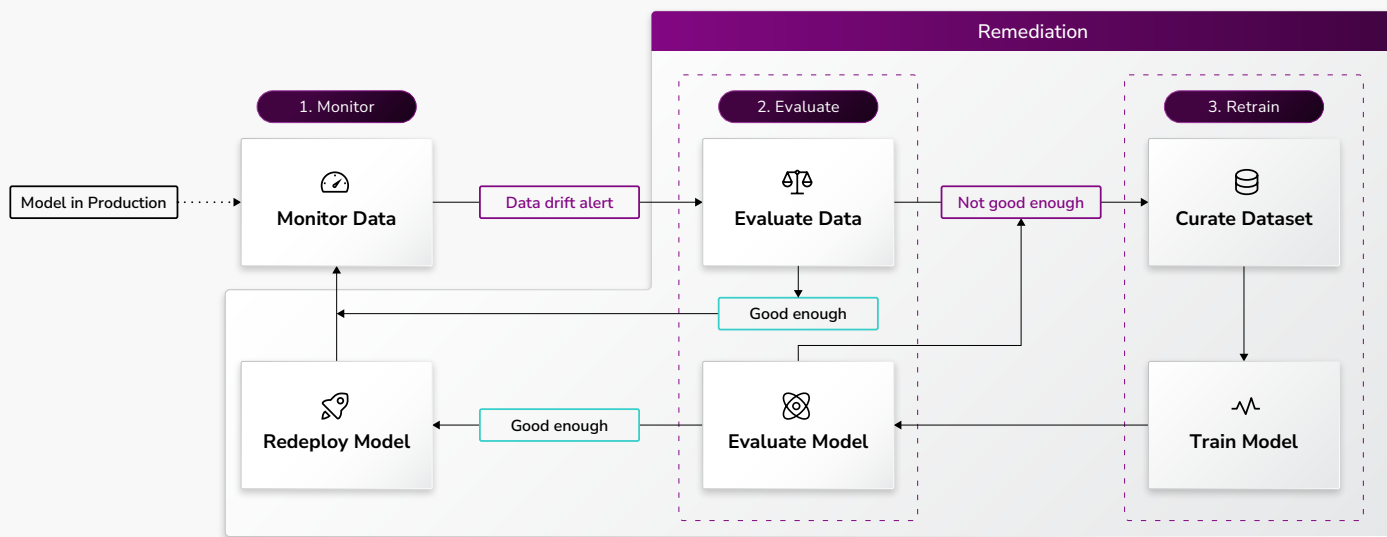 Remediation
1. Monitor
2. Evaluate
3. Retrain
Model in Production
Monitor Data
Data drift alert
Evaluate Data
Not good enough
Curate Dataset
Good enough
Redeploy Model
Good enough
Evaluate Model
Train Model